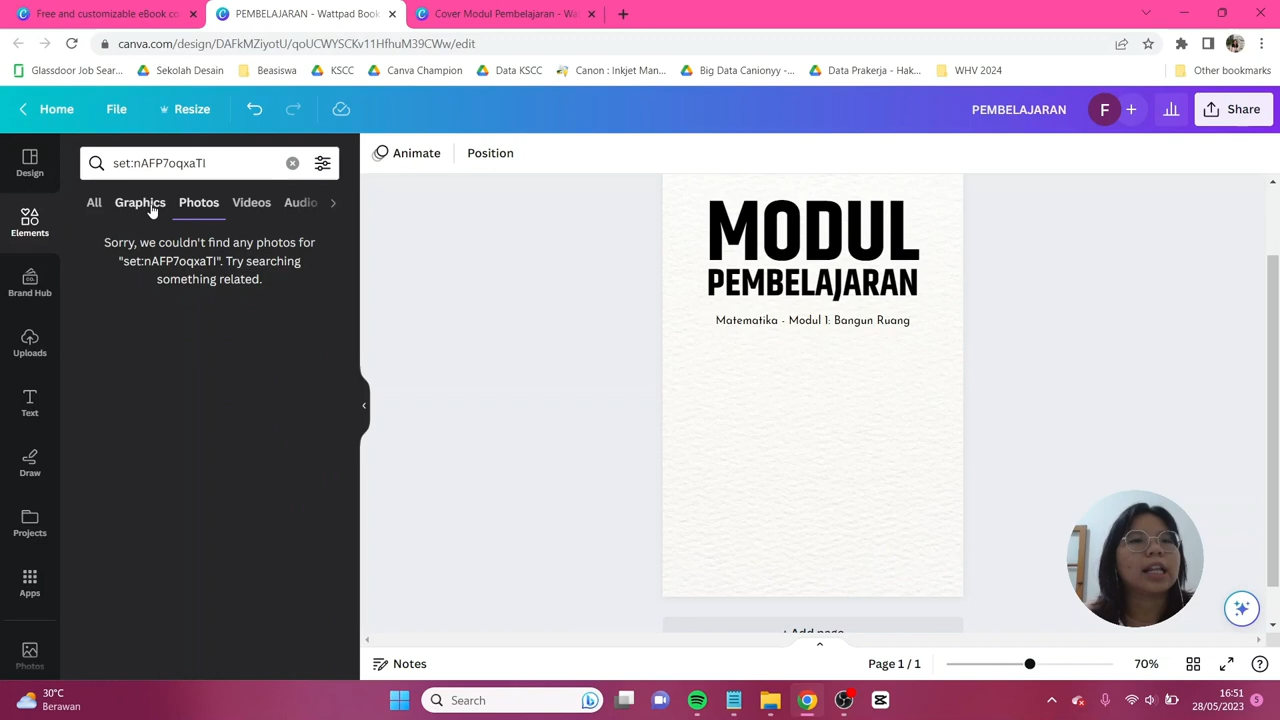 Free and customizable eBook co
PEMBELAJARAN - Wattpad Book
Cover Modul Pembelajaran - Wat
canva.com/design/DAFkMZiyotU/qoUCWYSCKv11HfhuM39CWw/edit
Glassdoor Job Sear...
Sekolah Desain
Beasiswa
KSCC
Canva Champion
Data KSCC
Canon : Inkjet Man...
Big Data Canionyy -...
Data Prakerja - Hak...
WHV 2024
Other bookmarks
Home
File
Resize
PEMBELAJARAN
F
Share
Design
Elements
Brand Hub
Uploads
Text
Draw
Projects
Apps
Photos
set:nAFP7oqxaTI
All
Graphics
Photos
Videos
Audio
Sorry, we couldn't find any photos for
"set:nAFP7oqxaTI". Try searching
something related.
Animate
Position
MODUL
PEMBELAJARAN
Matematika - Modul 1: Bangun Ruang
+ Add page
Notes
Page 1 / 1
70%
30°C
Berawan
Search
16:51
28/05/2023
5